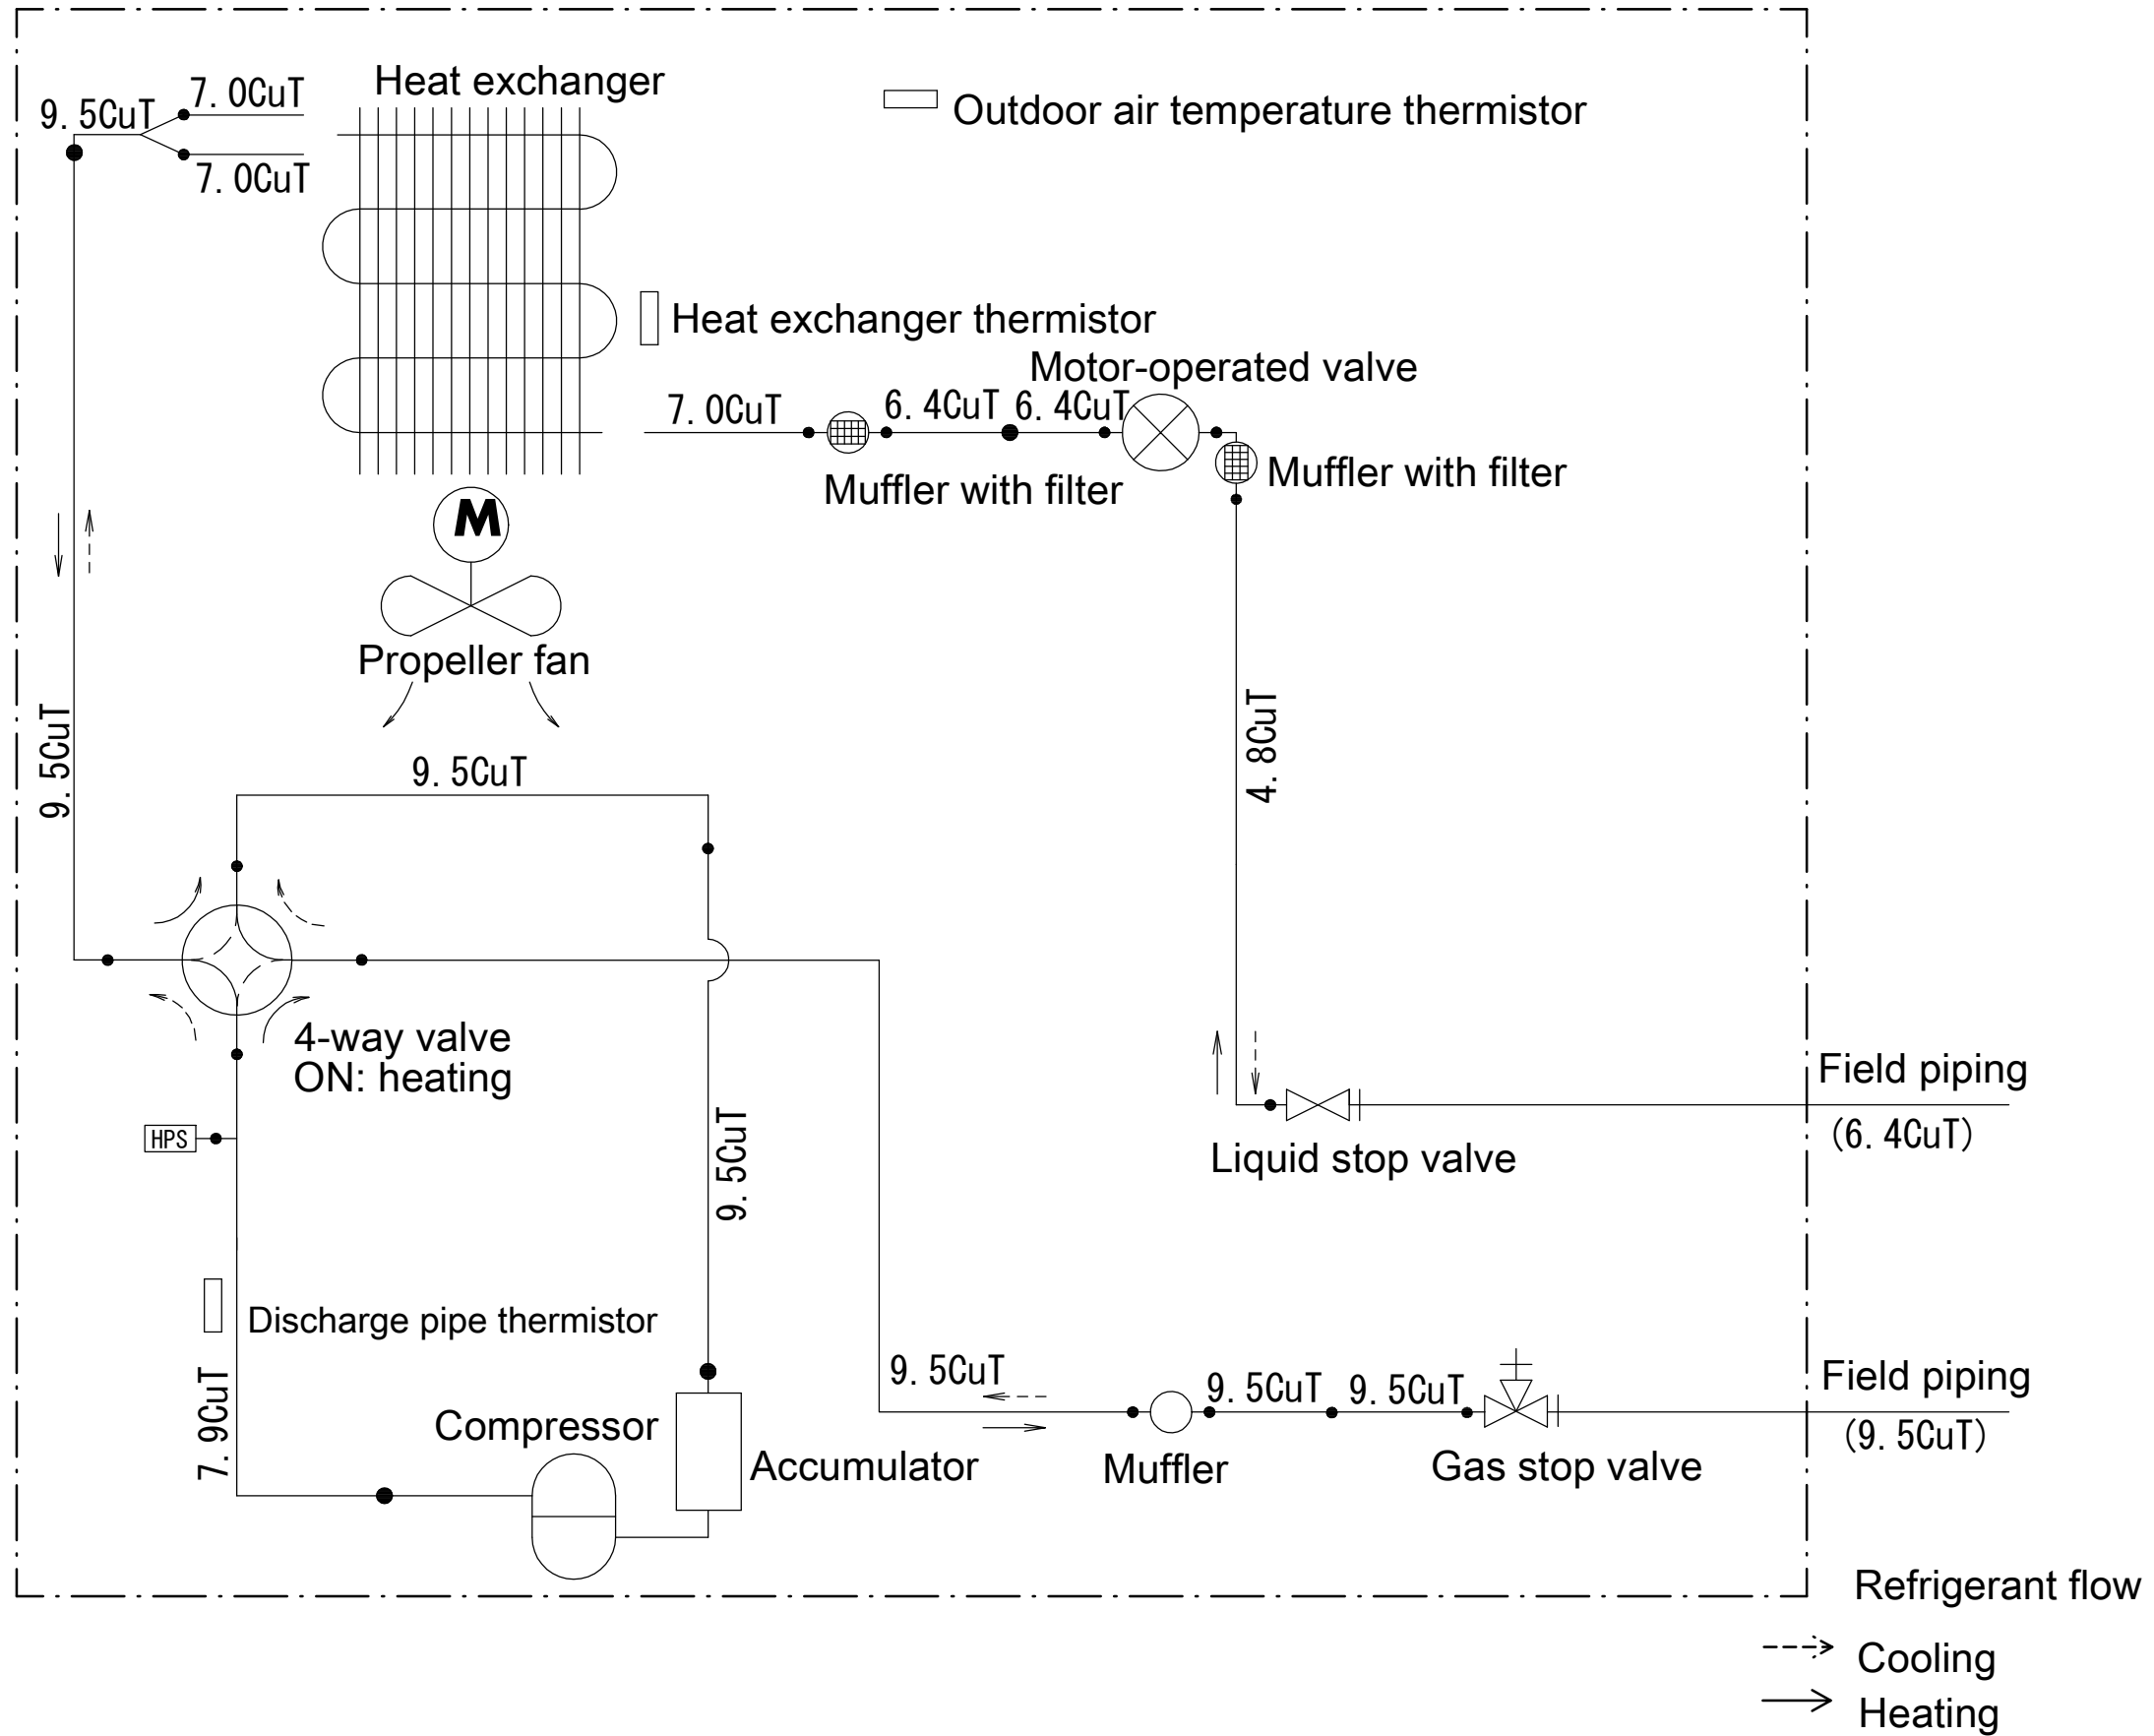 Heat exchanger
7.0CuT
9.5CuT
7.0CuT
Outdoor air temperature thermistor
Heat exchanger thermistor
Motor-operated valve
7.0CuT
6.4CuT
6.4CuT
Muffler with filter
Muffler with filter
M
Propeller fan
9.5CuT
9.5CuT
4.8CuT
4-way valve
ON: heating
HPS
9.5CuT
Field piping
(6.4CuT)
Liquid stop valve
Discharge pipe thermistor
7.9CuT
Compressor
Accumulator
9.5CuT
9.5CuT
9.5CuT
Muffler
Gas stop valve
Field piping
(9.5CuT)
Refrigerant flow
Cooling
Heating